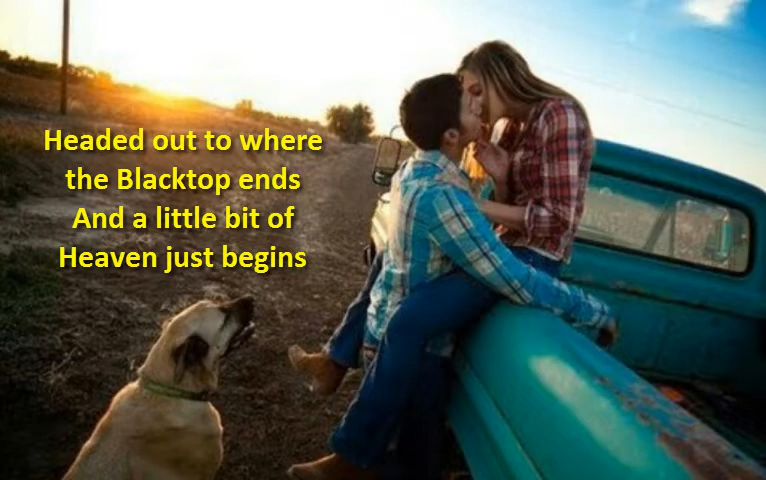 Headed out to where
the Blacktop ends
And a little bit of
Heaven just begins